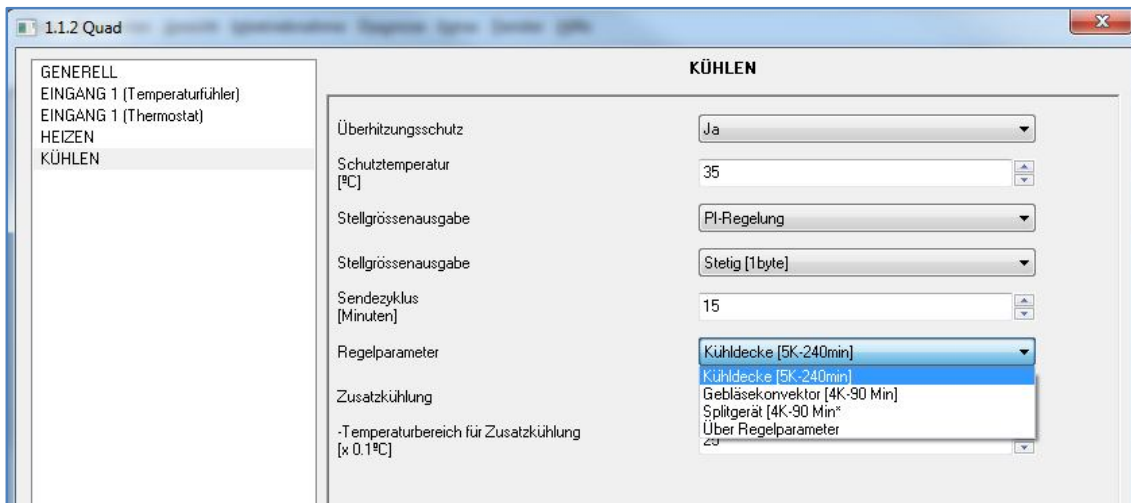 1.1.2 Quad
GENERELL
EINGANG 1 (Temperaturfühler)
EINGANG 1 (Thermostat)
HEIZEN
KÜHLEN
KÜHLEN
Überhitzungsschutz
Ja
Schutztemperatur
[ºC]
35
Stellgrössenausgabe
PI-Regelung
Stellgrössenausgabe
Stetig [1byte]
Sendezyklus
[Minuten]
15
Regelparameter
Kühldecke [5K-240min]
Kühldecke [5K-240min]
Gebläsekonvektor [4K-90 Min]
Splitgerät [4K-90 Min*
Über Regelparameter
Zusatzkühlung
-Temperaturbereich für Zusatzkühlung
[x 0.1ºC]